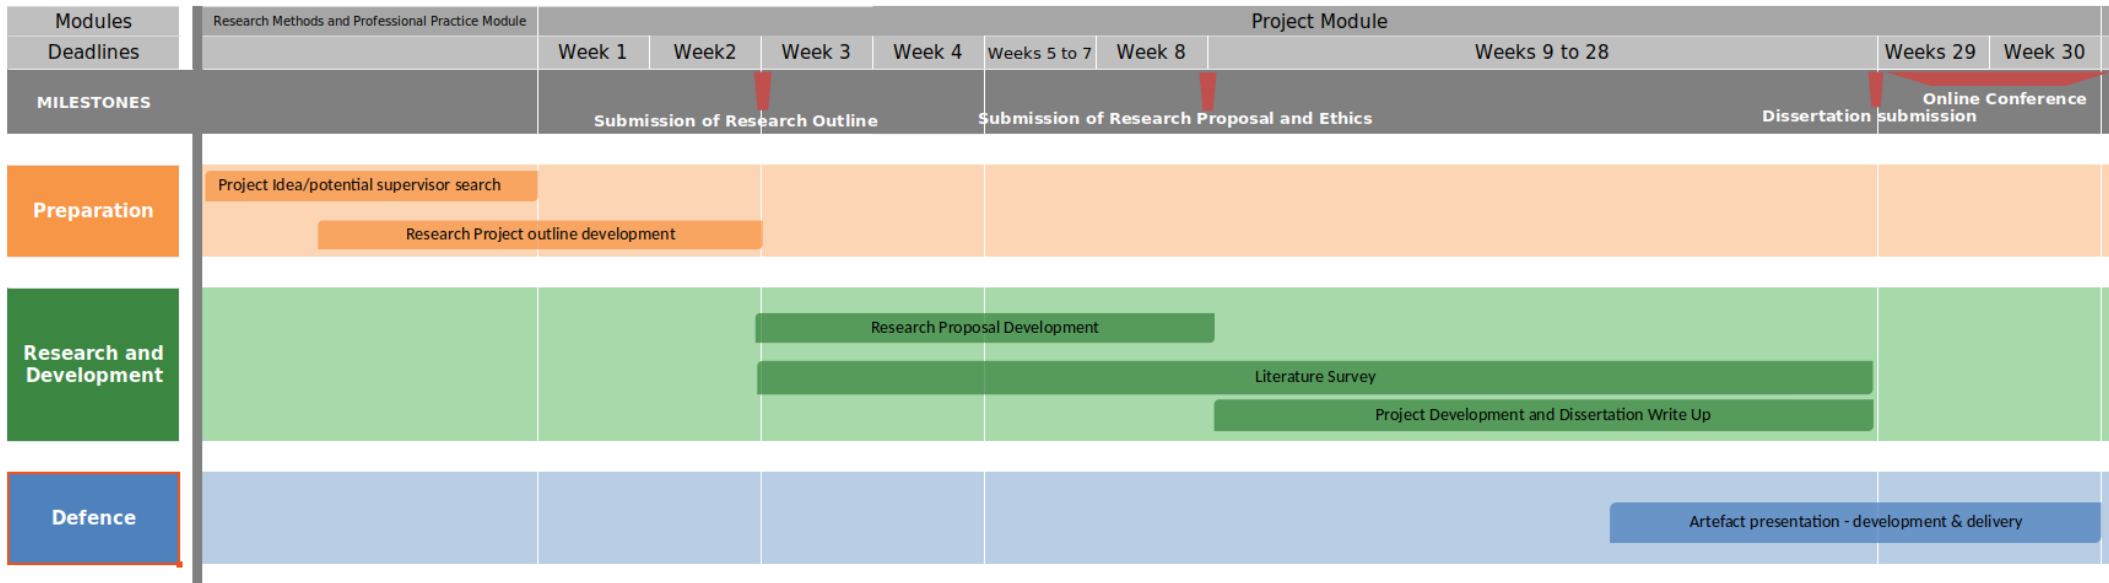 Modules
Research Methods and Professional Practice Module
Project Module
Deadlines
Week 1
Week2
Week 3
Week 4
Weeks 5 to 7
Week 8
Weeks 9 to 28
Weeks 29
Week 30
MILESTONES
Submission of Research Outline
Submission of Research Proposal and Ethics
Dissertation submission
Online Conference
Preparation
Project Idea/potential supervisor search
Research Project outline development
Research and
Development
Research Proposal Development
Literature Survey
Project Development and Dissertation Write Up
Defence
Artefact presentation - development & delivery